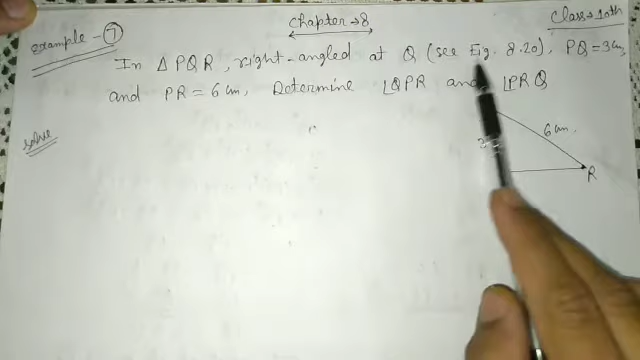 Chapter - 8
Class - 10th
example - 7
In Δ PQR, right-angled at Q (see Fig. 8.20), PQ = 3cm,
and PR = 6 cm, Determine ∠QPR and ∠PRQ
solve
6 cm.
R